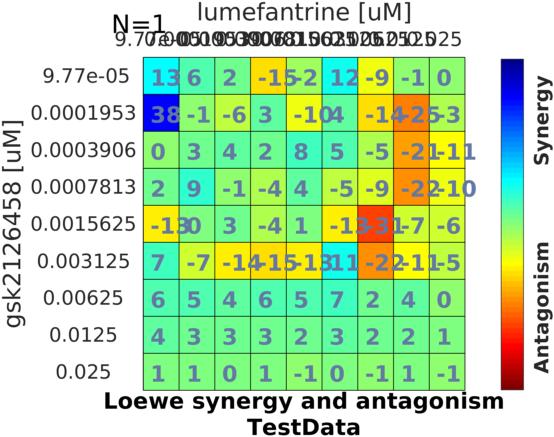 lumefantrine [uM]
N=1
9.77e-05 13 6 2 -15 -2 12 -9 -1 0
0.0001953 38 -1 -6 3 -10 4 -14 -25 -3
0.0003906 0 3 4 2 8 5 -5 -21 -11
0.0007813 2 9 -1 -4 4 -5 -9 -22 -10
0.0015625 -13 0 3 -4 1 -13 -31 -7 -6
0.003125 7 -7 -14 -15 -13 11 -22 -11 -5
0.00625 6 5 4 6 5 7 2 4 0
0.0125 4 3 3 3 2 3 2 2 1
0.025 1 1 0 1 -1 0 -1 1 -1
gsk2126458 [uM]
Synergy
Antagonism
Loewe synergy and antagonism
TestData